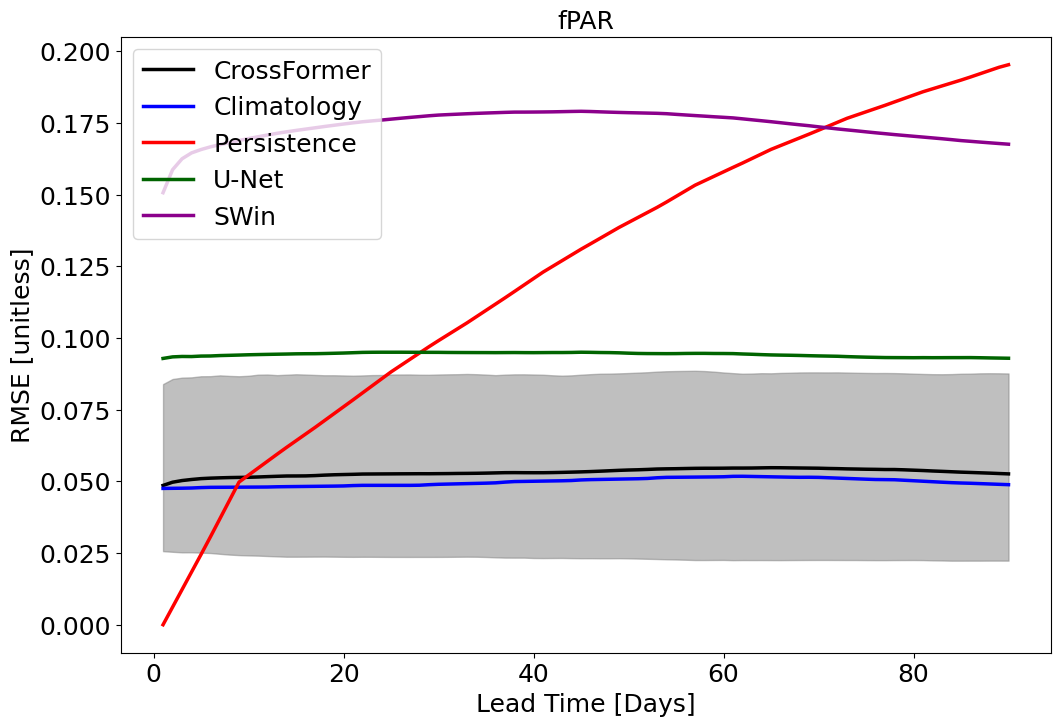 fPAR
0.200
0.175
0.150
0.125
0.100
0.075
0.050
0.025
0.000
RMSE [unitless]
CrossFormer
Climatology
Persistence
U-Net
SWin
0
20
40
60
80
Lead Time [Days]